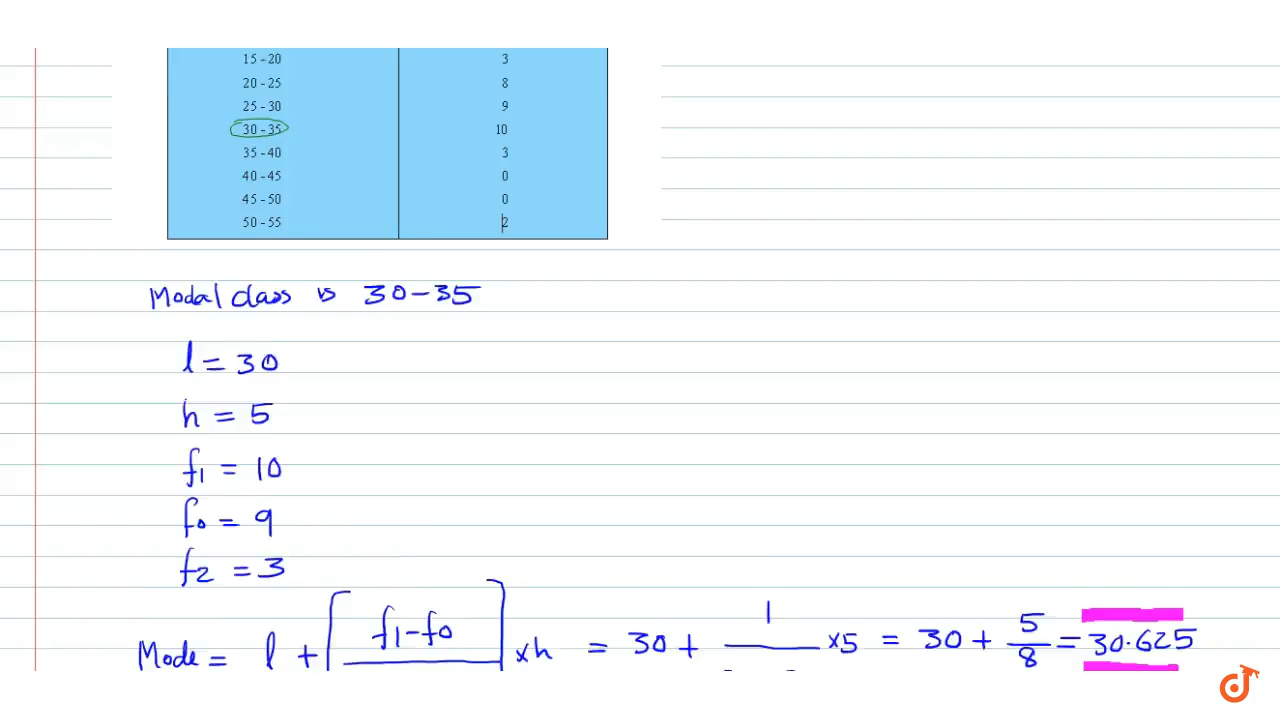 15 - 20 3
20 - 25 8
25 - 30 9
30 - 35 10
35 - 40 3
40 - 45 0
45 - 50 0
50 - 55 2
Modal class is 30-35
l = 30
h = 5
f1 = 10
f0 = 9
f2 = 3
Mode = l + [ f1-f0 ] ×h = 30 + 1 ×5 = 30 + 5/8 = 30.625